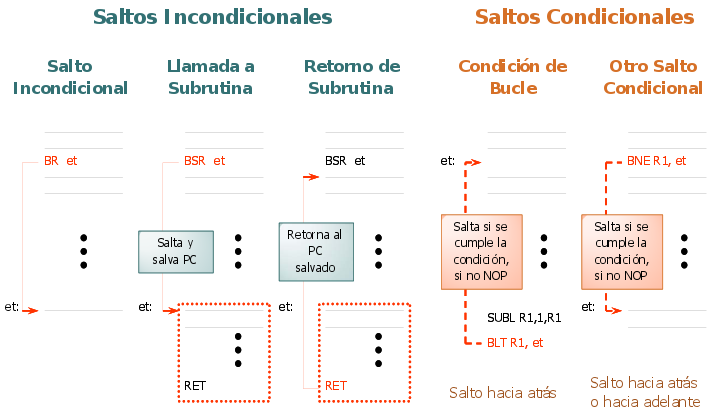 Saltos Incondicionales
Saltos Condicionales
Salto
Incondicional
Llamada a
Subrutina
Retorno de
Subrutina
Condición de
Bucle
Otro Salto
Condicional
BR et
et:
BSR et
Salta y
salva PC
et:
RET
BSR et
Retorna al
PC
salvado
et:
RET
et:
Salta si se
cumple la
condición,
si no NOP
SUBL R1,1,R1
BLT R1, et
Salto hacia atrás
BNE R1, et
Salta si se
cumple la
condición,
si no NOP
et:
Salto hacia atrás
o hacia adelante